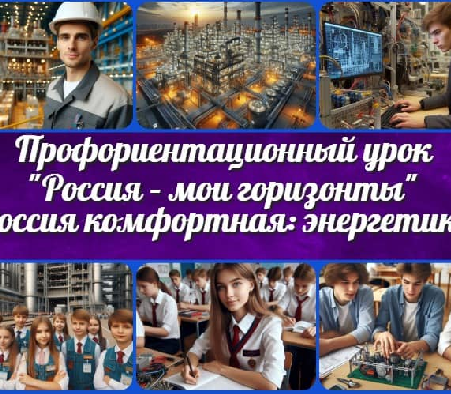 Профориентационный урок
"Россия – мои горизонты"
оссия комфортная: энергетик